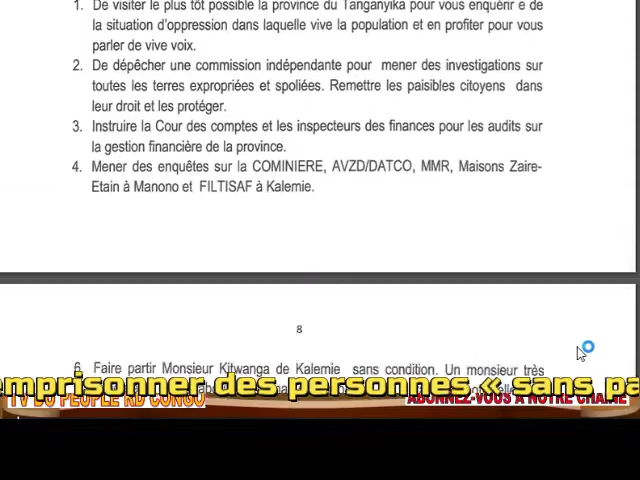 1. De visiter le plus tôt possible la province du Tanganyika pour vous enquérir e de
la situation d'oppression dans laquelle vive la population et en profiter pour vous
parler de vive voix.
2. De dépêcher une commission indépendante pour mener des investigations sur
toutes les terres expropriées et spoliées. Remettre les paisibles citoyens dans
leur droit et les protéger.
3. Instruire la Cour des comptes et les inspecteurs des finances pour les audits sur
la gestion financière de la province.
4. Mener des enquêtes sur la COMINIERE, AVZD/DATCO, MMR, Maisons Zaire-
Etain à Manono et FILTISAF à Kalemie.
8
6. Faire partir Monsieur Kitwanga de Kalemie sans condition. Un monsieur très
emprisonner des personnes « sans pa
TV DU PEUPLE RD CONGO
ABONNEZ-VOUS A NOTRE CHAINE